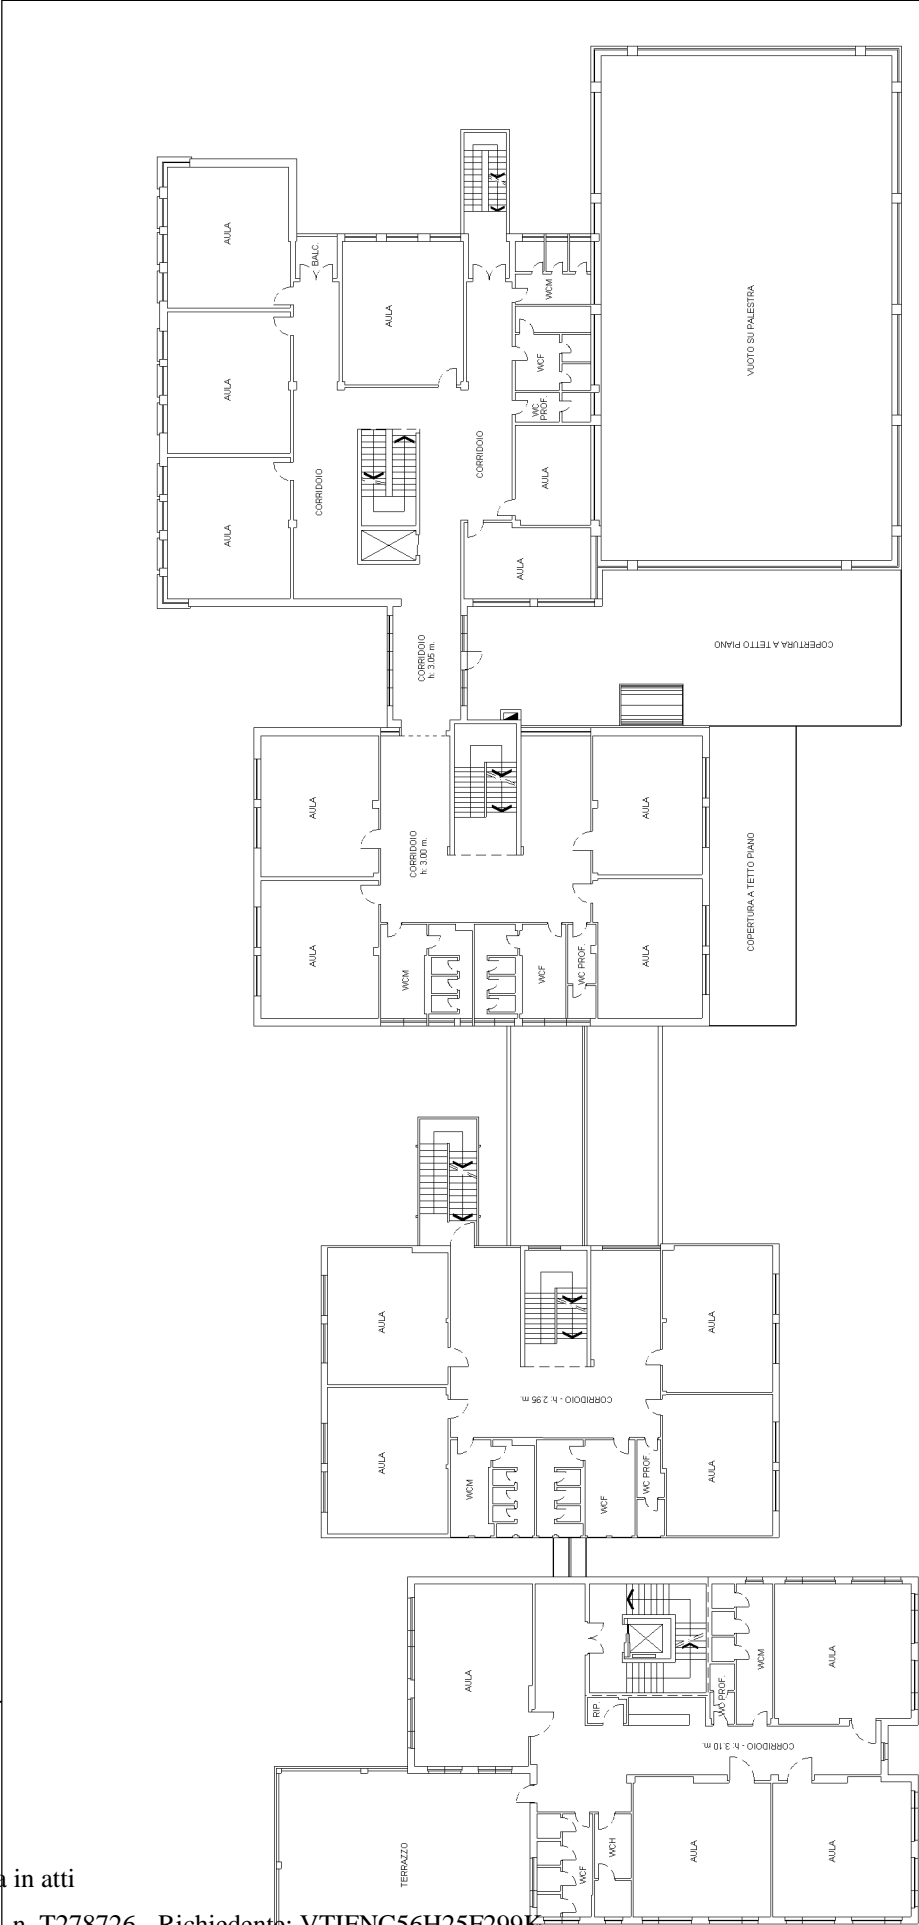 AULA
BALC.
AULA
WCM
VUOTO SU PALESTRA
AULA
WCF
WC
PROF.
CORRIDOIO
CORRIDOIO
AULA
AULA
AULA
CORRIDOIO
h: 3.05 m.
COPERTURA A TETTO PIANO
AULA
AULA
CORRIDOIO
h: 3.00 m.
COPERTURA A TETTO PIANO
AULA
WCM
WCF
WC PROF.
AULA
AULA
AULA
CORRIDOIO - h: 2.95 m.
AULA
WCM
WCF
WC PROF.
AULA
AULA
RIP.
WC PROF.
WCM
AULA
CORRIDOIO - h: 3.10 m.
TERRAZZO
WCF
WCH
AULA
AULA
a in atti
n. T278726 - Richiedente: VTIFNC56H25F299K